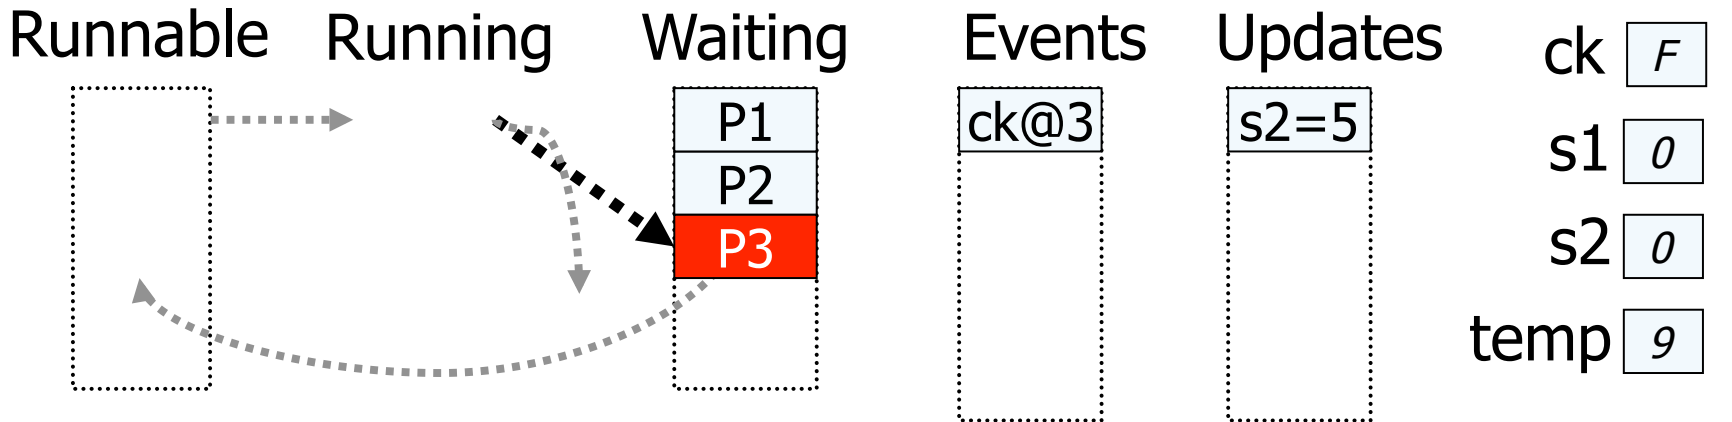 Runnable Running Waiting Events Updates ck F
P1 ck@3 s2=5
s1 0
P2
s2 0
P3
temp 9